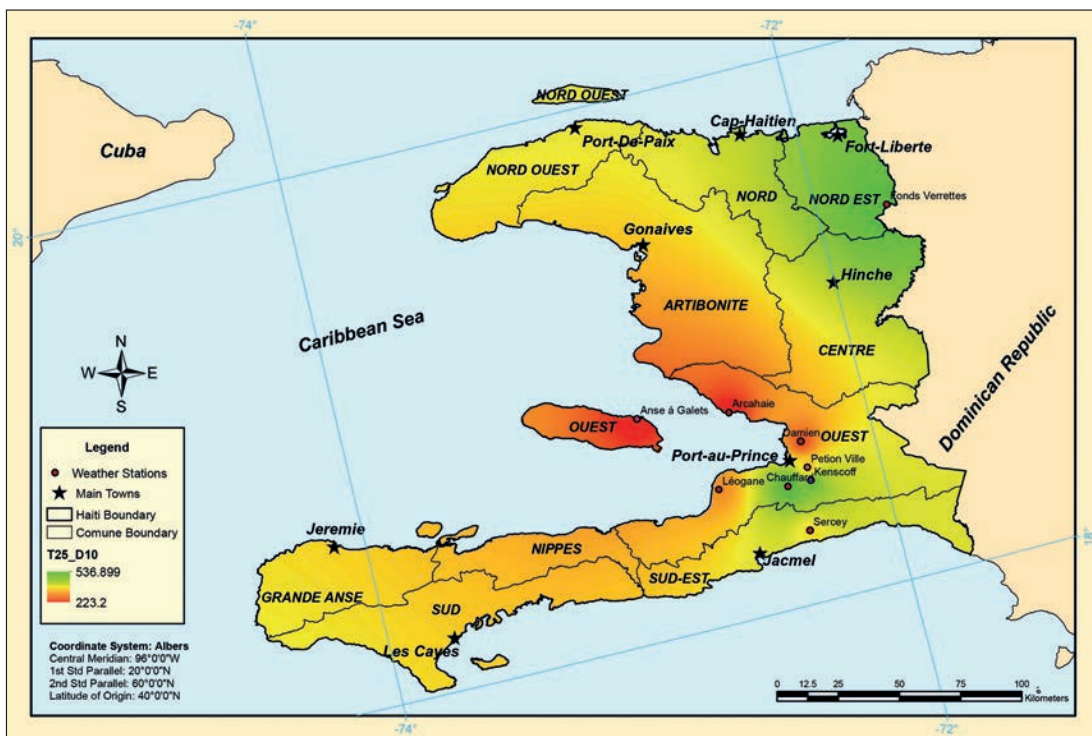 -74°
-72°
NORD OUEST
Cuba
Cap-Haitien
Port-De-Paix
Fort-Liberte
NORD OUEST
NORD
NORD EST
Fonds Verrettes
20°
Gonaives
Hinche
ARTIBONITE
Caribbean Sea
CENTRE
Dominican Republic
N
W E
S
Anse á Galets
Arcahaie
OUEST
Damien
OUEST
Port-au-Prince
Petion Ville
Chauffard
Kenscoff
Léogane
Sercey
Legend
Weather Stations
Main Towns
Haiti Boundary
Comune Boundary
T25_D10
536.899
223.2
Jeremie
NIPPES
Jacmel
18°
GRANDE ANSE
SUD
SUD-EST
Les Cayes
Coordinate System: Albers
Central Meridian: 96°0'0"W
1st Std Parallel: 20°0'0"N
2nd Std Parallel: 60°0'0"N
Latitude of Origin: 40°0'0"N
0 12.5 25 50 75 100
Kilometers
-74°
-72°